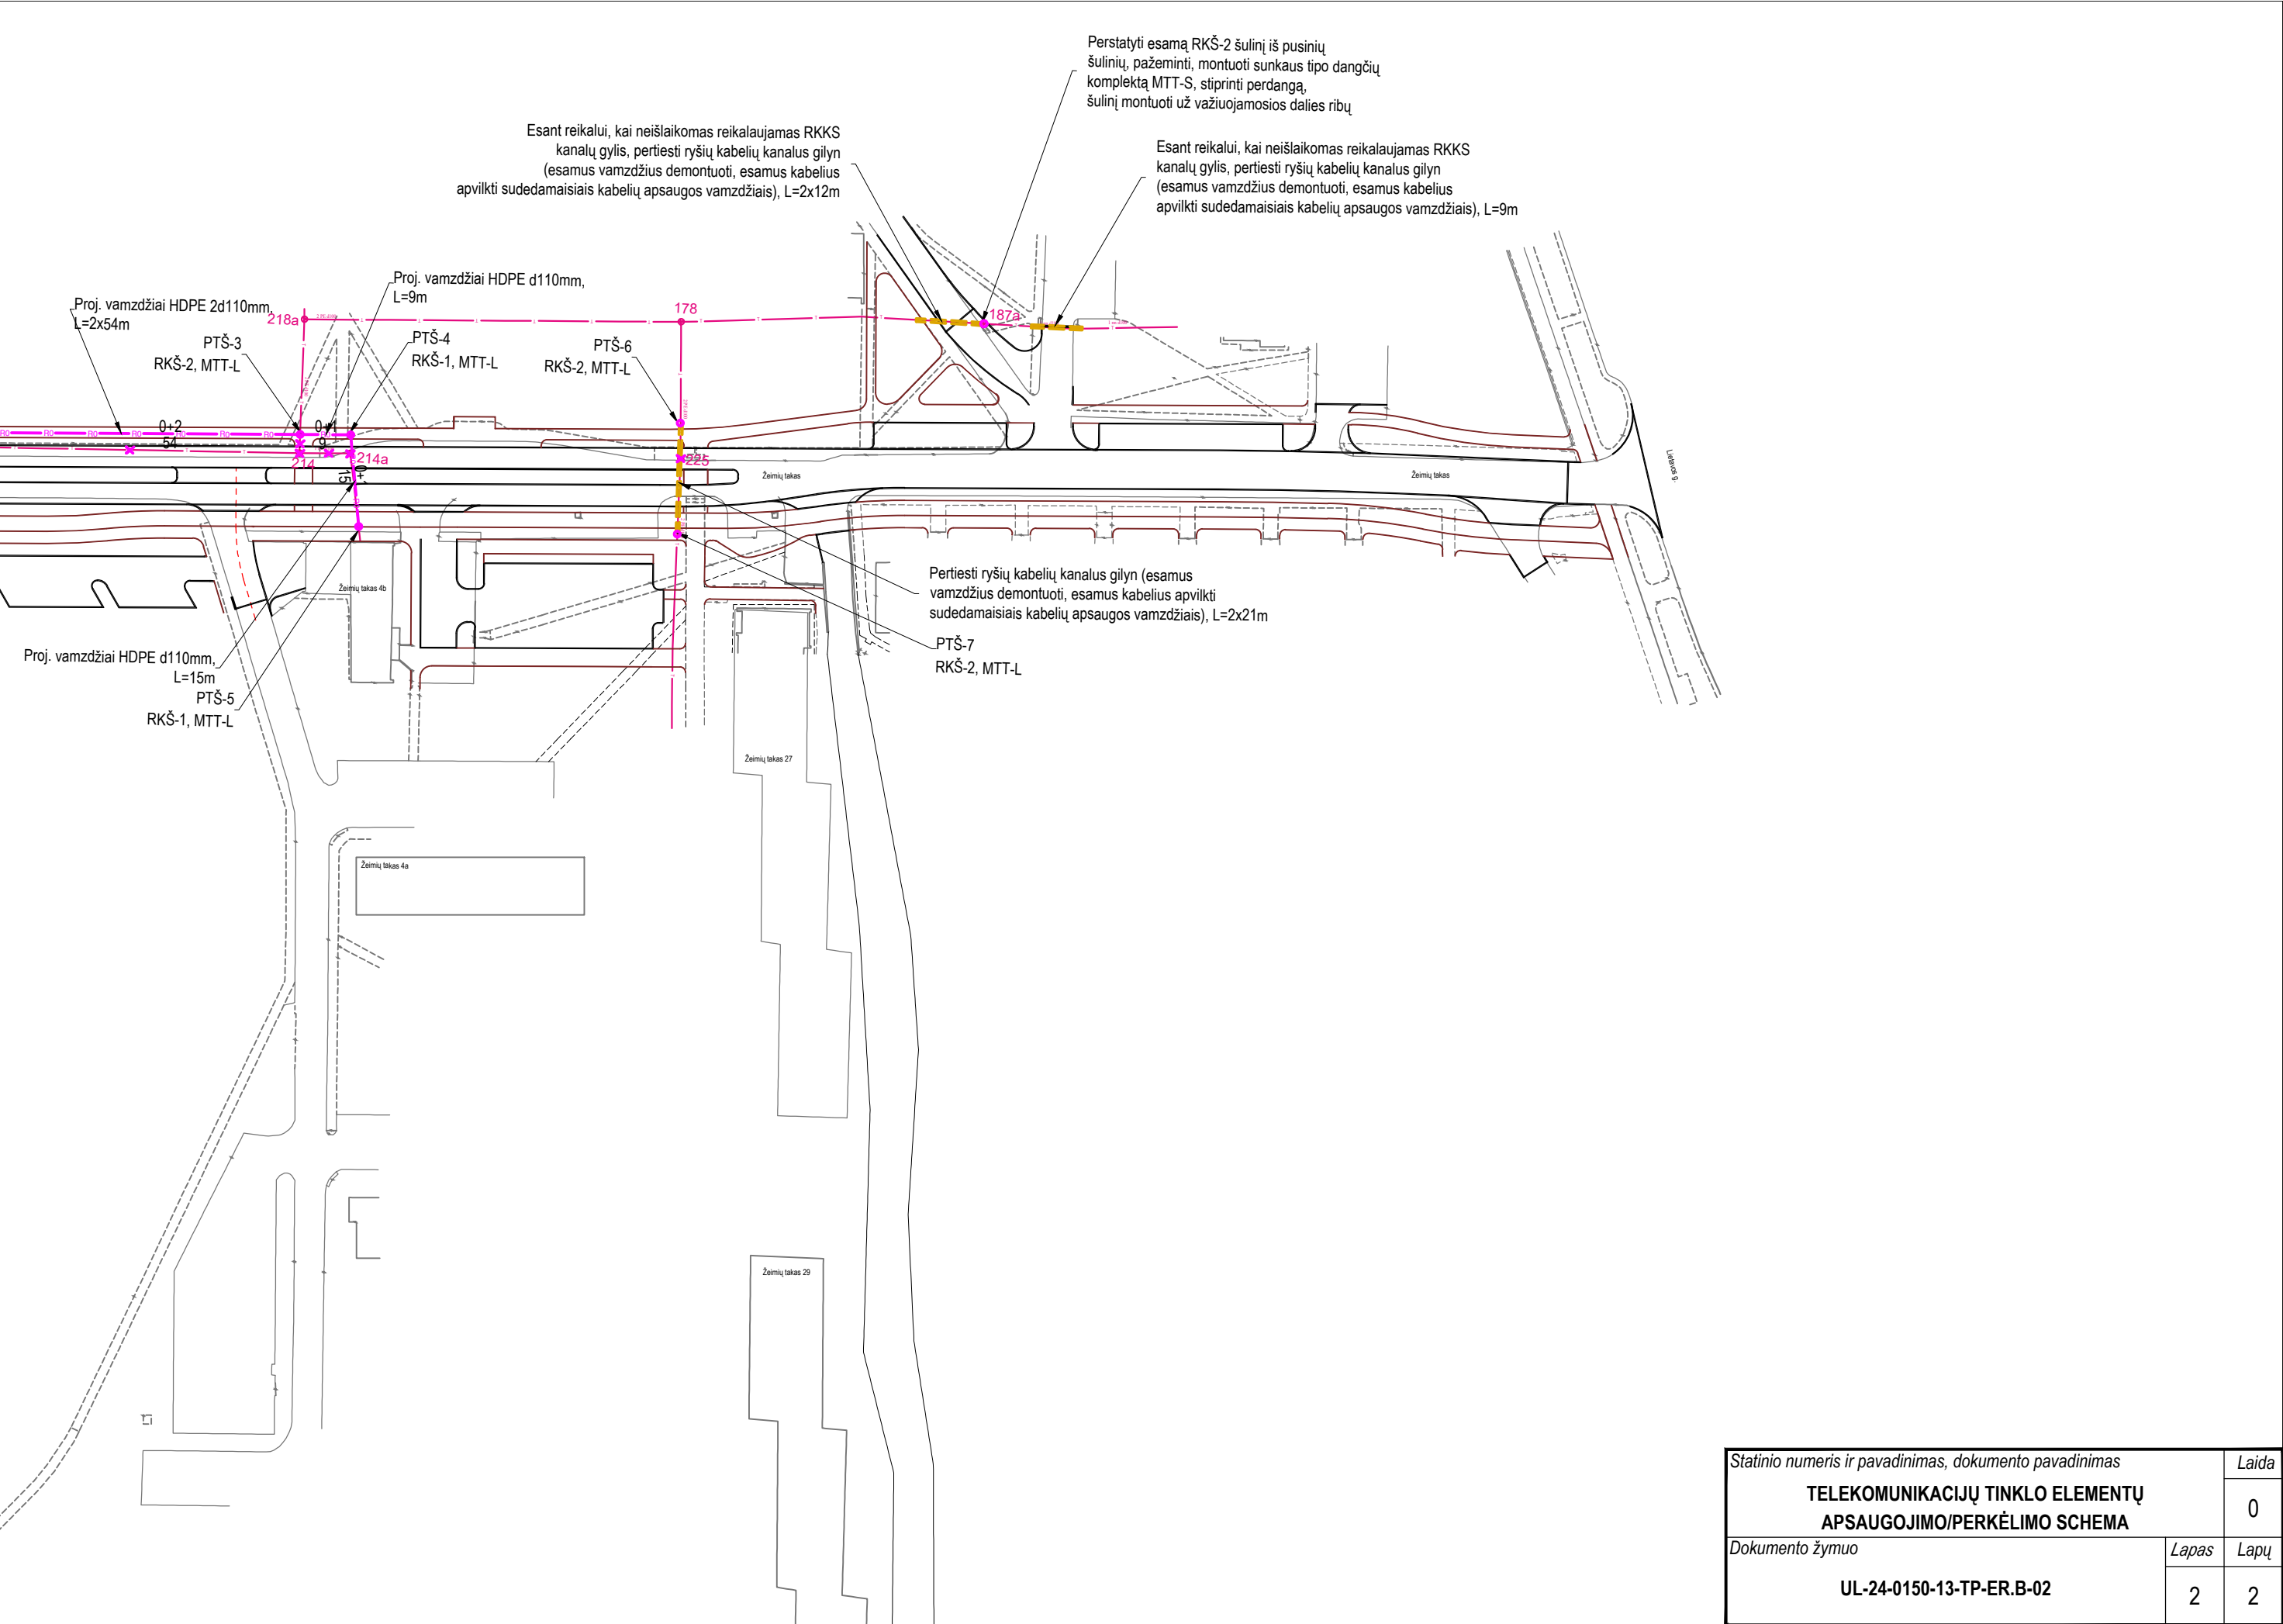 Perstatyti esamą RKŠ-2 šulinį iš pusinių
šulinių, pažeminti, montuoti sunkaus tipo dangčių
komplektą MTT-S, stiprinti perdangą,
šulinį montuoti už važiuojamosios dalies ribų
Esant reikalui, kai neišlaikomas reikalaujamas RKKS
kanalų gylis, pertiesti ryšių kabelių kanalus gilyn
(esamus vamzdžius demontuoti, esamus kabelius
apvilkti sudedamaisiais kabelių apsaugos vamzdžiais), L=2x12m
Esant reikalui, kai neišlaikomas reikalaujamas RKKS
kanalų gylis, pertiesti ryšių kabelių kanalus gilyn
(esamus vamzdžius demontuoti, esamus kabelius
apvilkti sudedamaisiais kabelių apsaugos vamzdžiais), L=9m
Proj. vamzdžiai HDPE d110mm,
L=9m
Proj. vamzdžiai HDPE 2d110mm,
L=2x54m
218a
178
187a
PTŠ-3
RKŠ-2, MTT-L
PTŠ-4
RKŠ-1, MTT-L
PTŠ-6
RKŠ-2, MTT-L
0+2
54
9
214
214a
0+1
15
225
Žeimių takas
Žeimių takas
Lietavos g.
Žeimių takas 4b
Pertiesti ryšių kabelių kanalus gilyn (esamus
vamzdžius demontuoti, esamus kabelius apvilkti
sudedamaisiais kabelių apsaugos vamzdžiais), L=2x21m
PTŠ-7
RKŠ-2, MTT-L
Proj. vamzdžiai HDPE d110mm,
L=15m
PTŠ-5
RKŠ-1, MTT-L
Žeimių takas 27
Žeimių takas 4a
Žeimių takas 29
Statinio numeris ir pavadinimas, dokumento pavadinimas
Laida
TELEKOMUNIKACIJŲ TINKLO ELEMENTŲ
APSAUGOJIMO/PERKĖLIMO SCHEMA
0
Dokumento žymuo
Lapas
Lapų
UL-24-0150-13-TP-ER.B-02
2
2